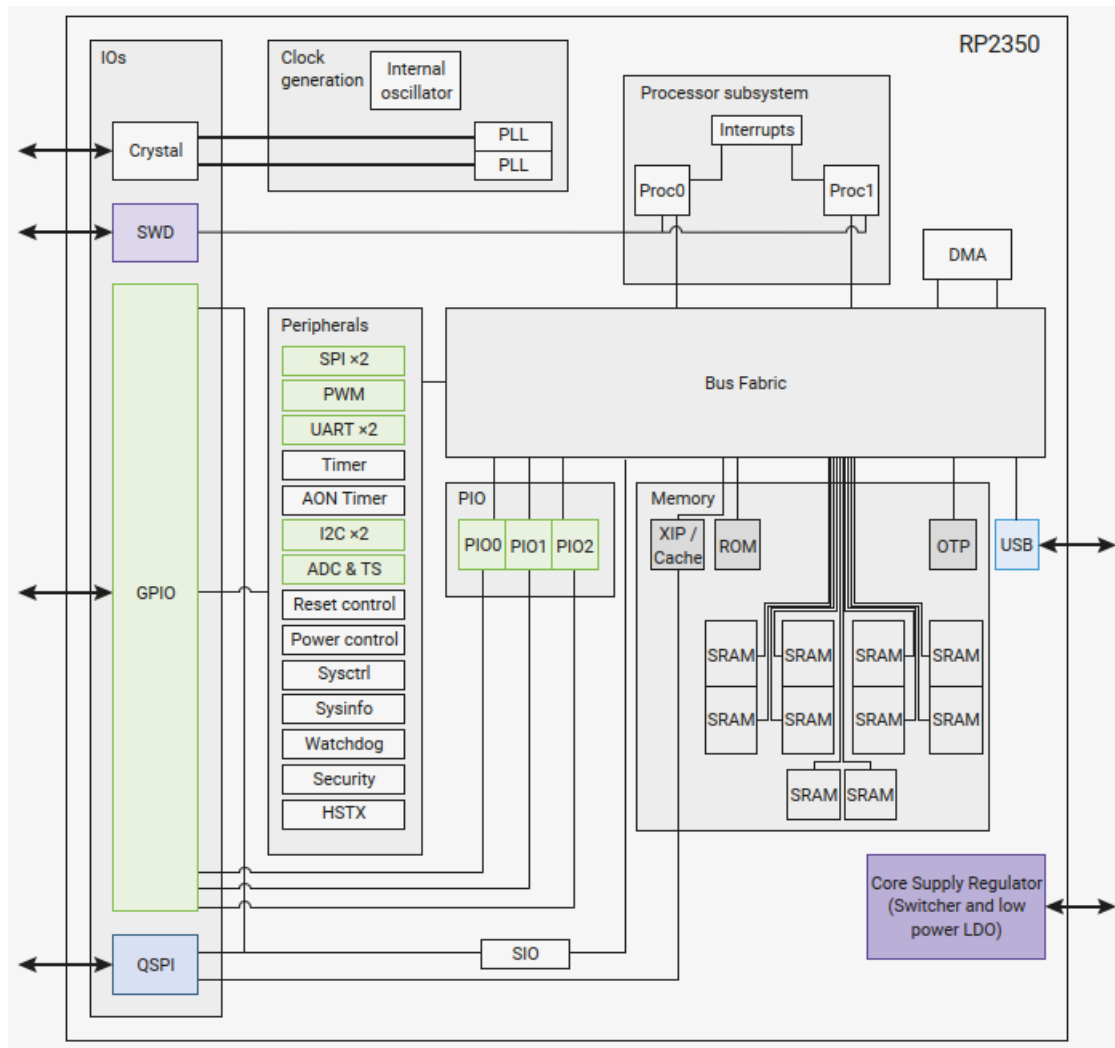 RP2350
IOs
Clock
generation
Internal
oscillator
Processor subsystem
Interrupts
Crystal
PLL
PLL
Proc0
Proc1
SWD
DMA
Peripherals
SPI ×2
PWM
UART ×2
Timer
AON Timer
I2C ×2
ADC & TS
Reset control
Power control
Sysctrl
Sysinfo
Watchdog
Security
HSTX
Bus Fabric
GPIO
PIO
PIO0
PIO1
PIO2
Memory
XIP /
Cache
ROM
OTP
USB
SRAM
SRAM
SRAM
SRAM
SRAM
SRAM
SRAM
SRAM
SRAM
SRAM
Core Supply Regulator
(Switcher and low
power LDO)
QSPI
SIO